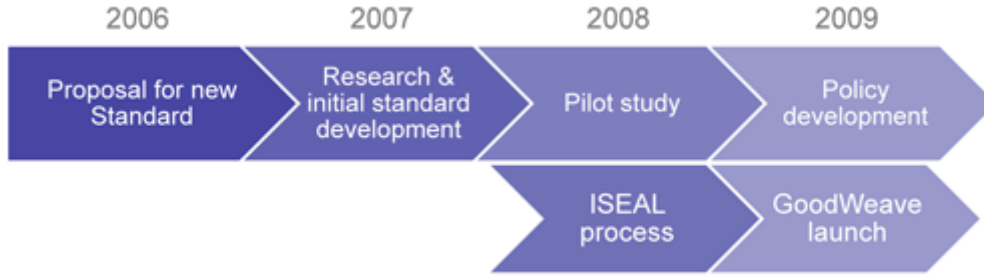 2006 2007 2008 2009
Proposal for new
Standard
Research &
initial standard
development
Pilot study
Policy
development
ISEAL
process
GoodWeave
launch